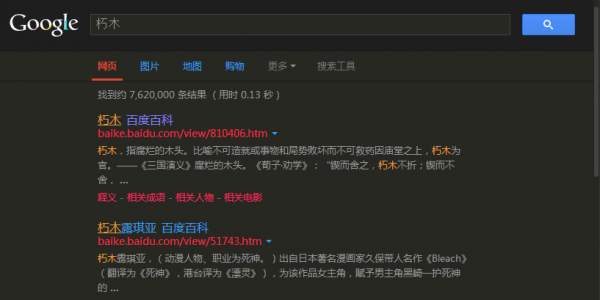 Google 朽木
网页 图片 地图 购物 更多 搜索工具
找到约 7,620,000 条结果 （用时 0.13 秒）
朽木 百度百科
baike.baidu.com/view/810406.htm
朽木，指腐烂的木头。比喻不可造就或事物和局势败坏而不可救药因庙堂之上，朽木为
官。——《三国演义》腐烂的木头。《荀子·劝学》：“锲而舍之，朽木不折；锲而不
舍， ...
释义 - 相关成语 - 相关人物 - 相关电影
朽木露琪亚 百度百科
baike.baidu.com/view/51743.htm
朽木露琪亚，（动漫人物、职业为死神。）出自日本著名漫画家久保带人名作《Bleach》
（翻译为《死神》，港台译为《漂灵》），为该作品女主角，赋予男主角黑崎一护死神
的 ...